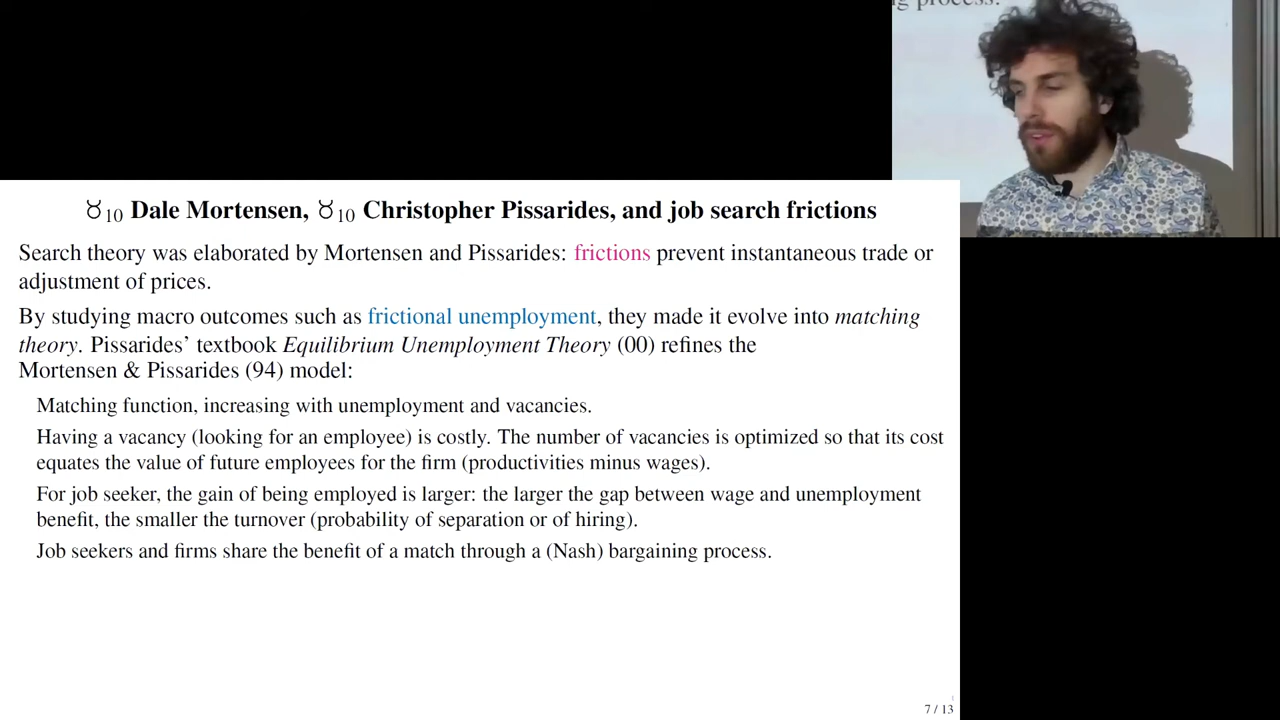 g process.
♉10 Dale Mortensen, ♉10 Christopher Pissarides, and job search frictions
Search theory was elaborated by Mortensen and Pissarides: frictions prevent instantaneous trade or
adjustment of prices.
By studying macro outcomes such as frictional unemployment, they made it evolve into matching
theory. Pissarides’ textbook Equilibrium Unemployment Theory (00) refines the
Mortensen & Pissarides (94) model:
Matching function, increasing with unemployment and vacancies.
Having a vacancy (looking for an employee) is costly. The number of vacancies is optimized so that its cost
equates the value of future employees for the firm (productivities minus wages).
For job seeker, the gain of being employed is larger: the larger the gap between wage and unemployment
benefit, the smaller the turnover (probability of separation or of hiring).
Job seekers and firms share the benefit of a match through a (Nash) bargaining process.
7 / 13